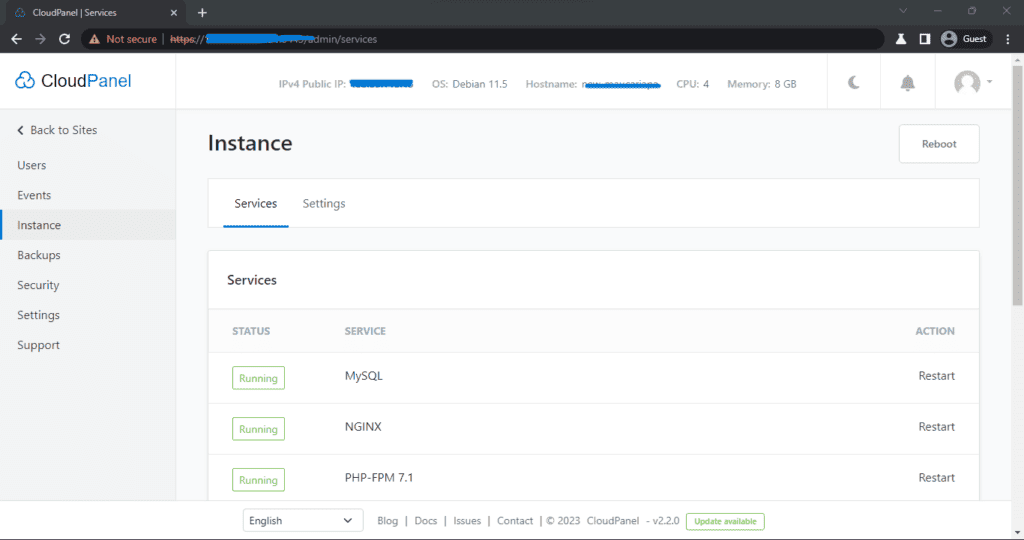 CloudPanel | Services
Not secure | https:// /admin/services
Guest
CloudPanel
IPv4 Public IP: OS: Debian 11.5 Hostname: CPU: 4 Memory: 8 GB
Back to Sites
Users
Events
Instance
Backups
Security
Settings
Support
Instance
Reboot
Services Settings
Services
STATUS SERVICE ACTION
Running MySQL Restart
Running NGINX Restart
Running PHP-FPM 7.1 Restart
English Blog | Docs | Issues | Contact | © 2023 CloudPanel - v2.2.0 Update available